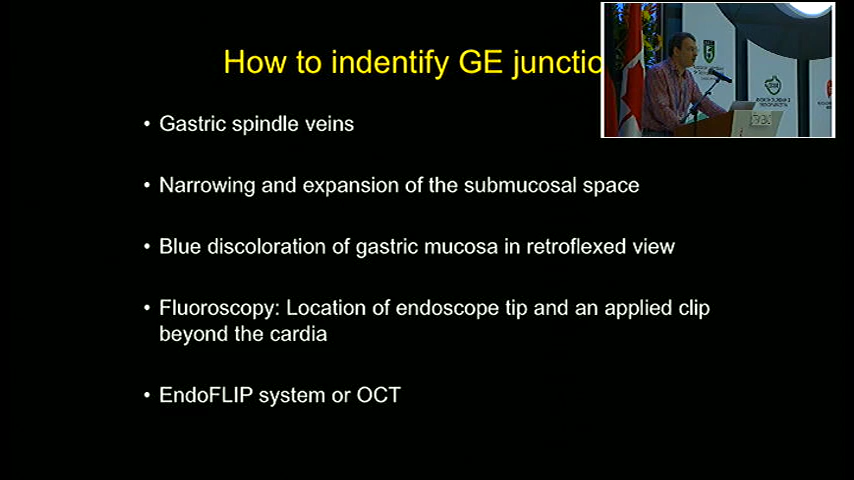 How to indentify GE junctio
• Gastric spindle veins
• Narrowing and expansion of the submucosal space
• Blue discoloration of gastric mucosa in retroflexed view
• Fluoroscopy: Location of endoscope tip and an applied clip
beyond the cardia
• EndoFLIP system or OCT